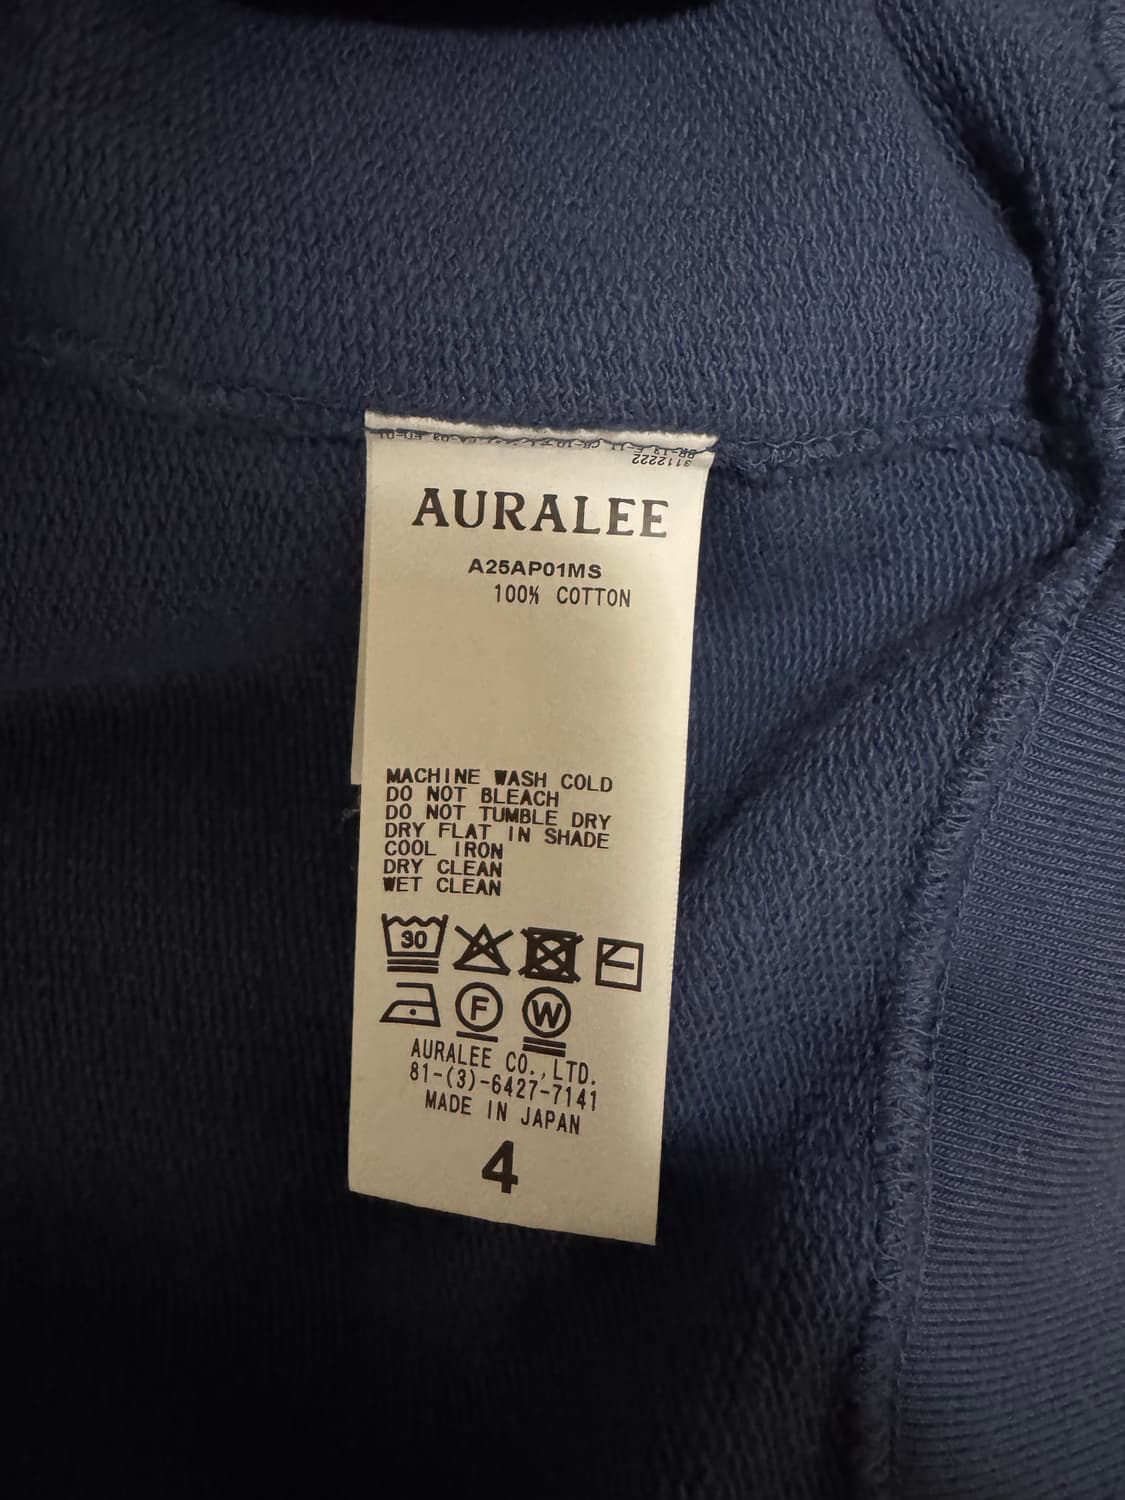 AURALEE
A25AP01MS
100% COTTON
MACHINE WASH COLD
DO NOT BLEACH
DO NOT TUMBLE DRY
DRY FLAT IN SHADE
COOL IRON
DRY CLEAN
WET CLEAN
30
F W
AURALEE CO.,LTD.
81-(3)-6427-7141
MADE IN JAPAN
4